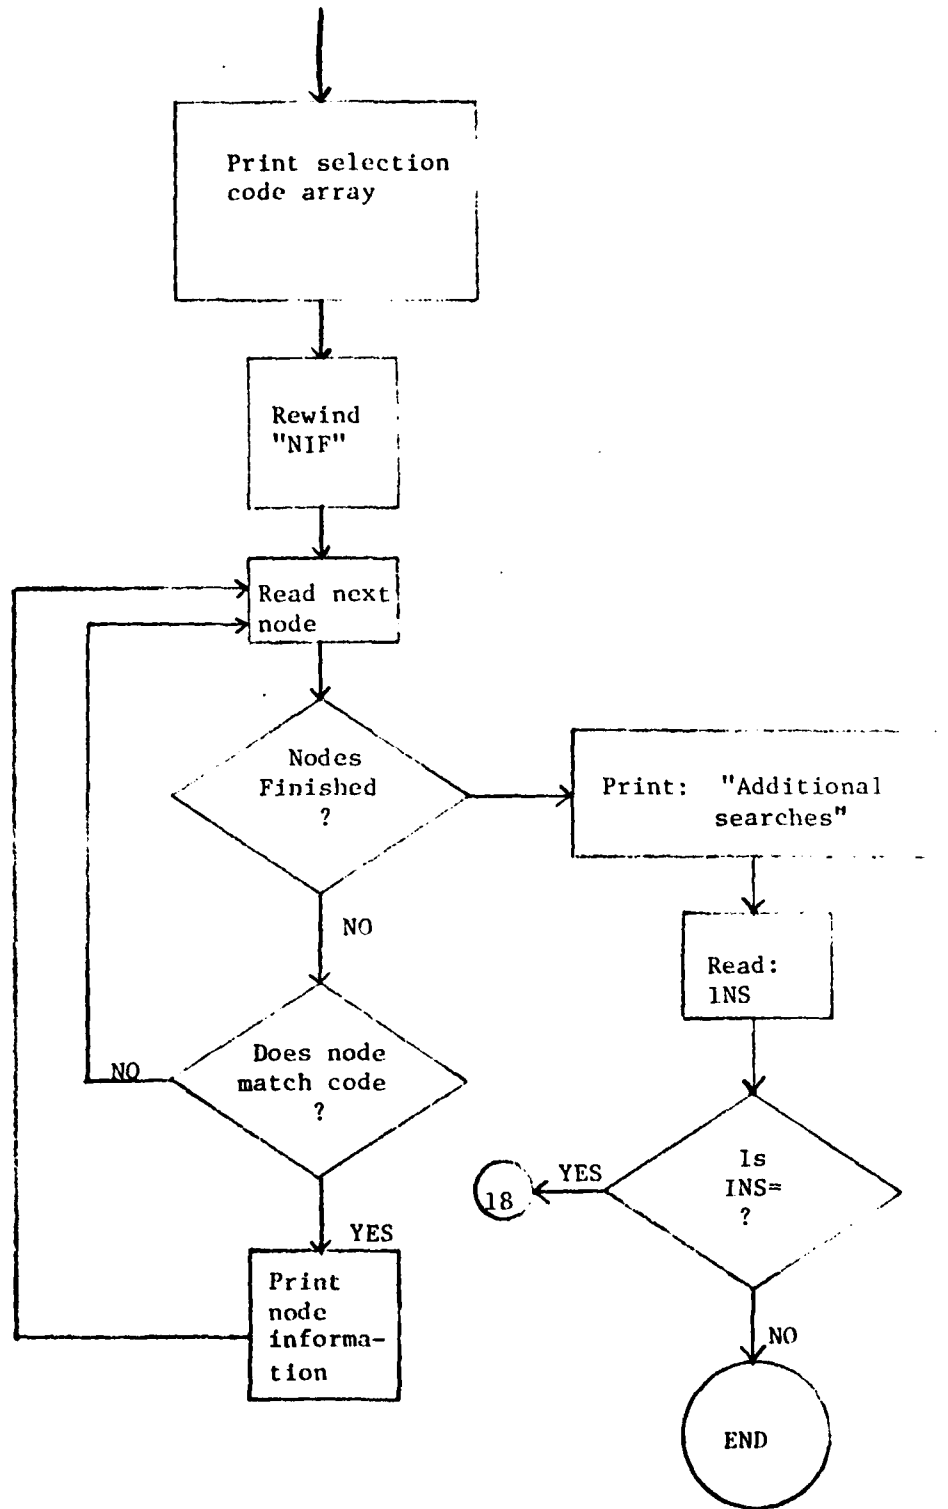 Print selection
code array
Rewind
"NIF"
Read next
node
Nodes
Finished
?
NO
Does node
match code
?
NO
YES
Print
node
informa-
tion
Print: "Additional
searches"
Read:
INS
Is
INS=
?
YES
18
NO
END